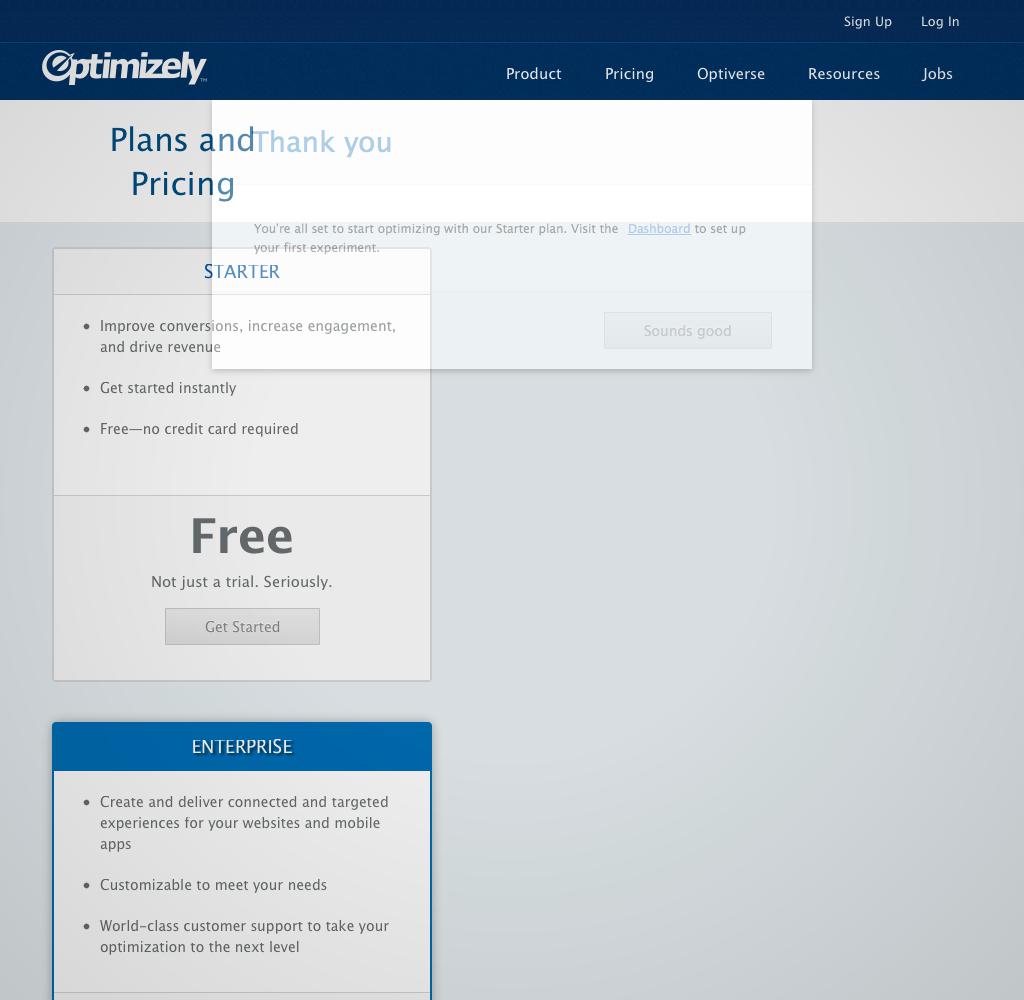 Sign Up Log In
Optimizely™
Product Pricing Optiverse Resources Jobs
Plans and
Pricing
Thank you
You're all set to start optimizing with our Starter plan. Visit the Dashboard to set up
your first experiment.
Sounds good
STARTER
• Improve conversions, increase engagement,
and drive revenue
• Get started instantly
• Free—no credit card required
Free
Not just a trial. Seriously.
Get Started
ENTERPRISE
• Create and deliver connected and targeted
experiences for your websites and mobile
apps
• Customizable to meet your needs
• World-class customer support to take your
optimization to the next level